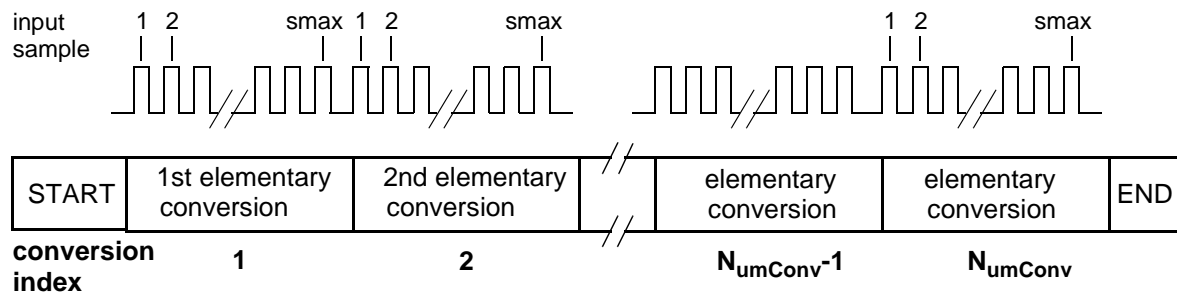 input
sample
1 2 smax 1 2 smax 1 2 smax
START
1st elementary
conversion
2nd elementary
conversion
elementary
conversion
elementary
conversion
END
conversion
index
1 2 NumConv-1 NumConv